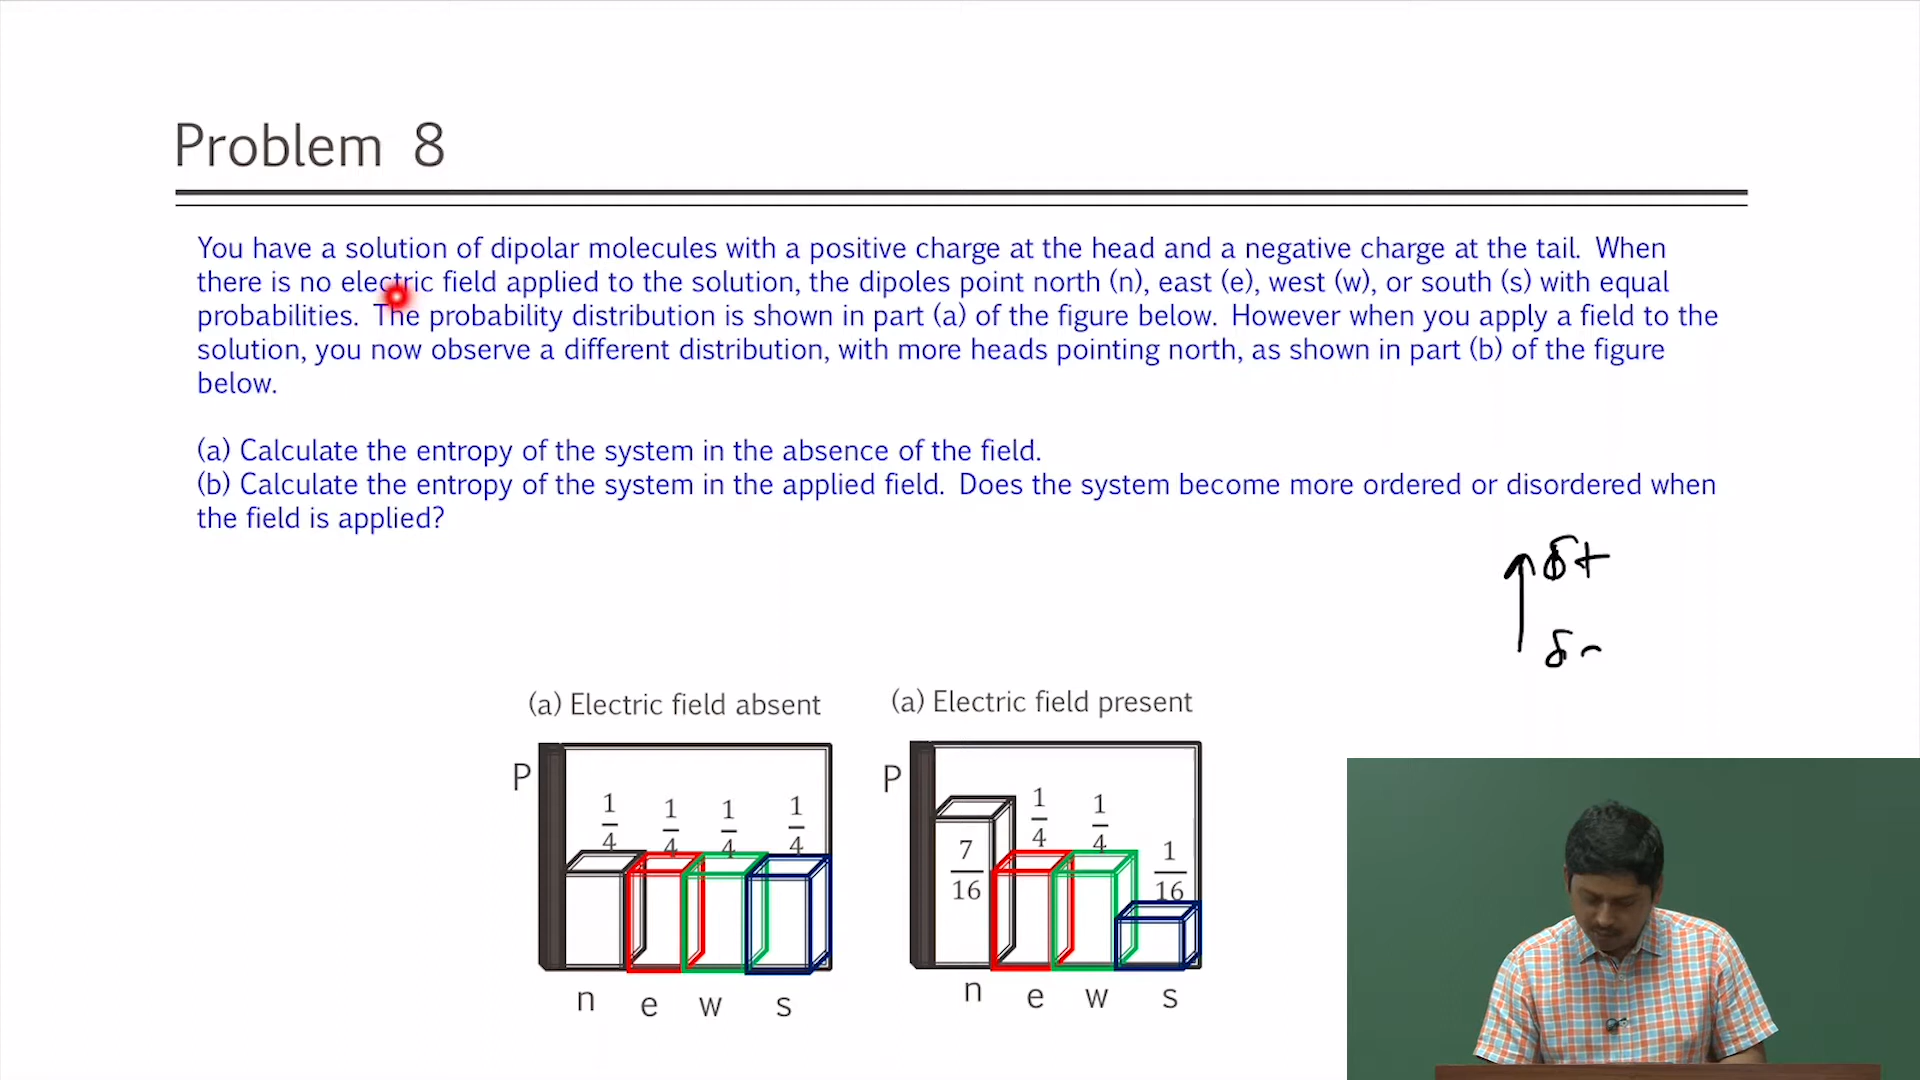 Problem 8
You have a solution of dipolar molecules with a positive charge at the head and a negative charge at the tail. When
there is no electric field applied to the solution, the dipoles point north (n), east (e), west (w), or south (s) with equal
probabilities. The probability distribution is shown in part (a) of the figure below. However when you apply a field to the
solution, you now observe a different distribution, with more heads pointing north, as shown in part (b) of the figure
below.
(a) Calculate the entropy of the system in the absence of the field.
(b) Calculate the entropy of the system in the applied field. Does the system become more ordered or disordered when
the field is applied?
δ+
δ-
(a) Electric field absent
P
1/4 1/4 1/4 1/4
n e w s
(a) Electric field present
P
7/16 1/4 1/4 1/16
n e w s